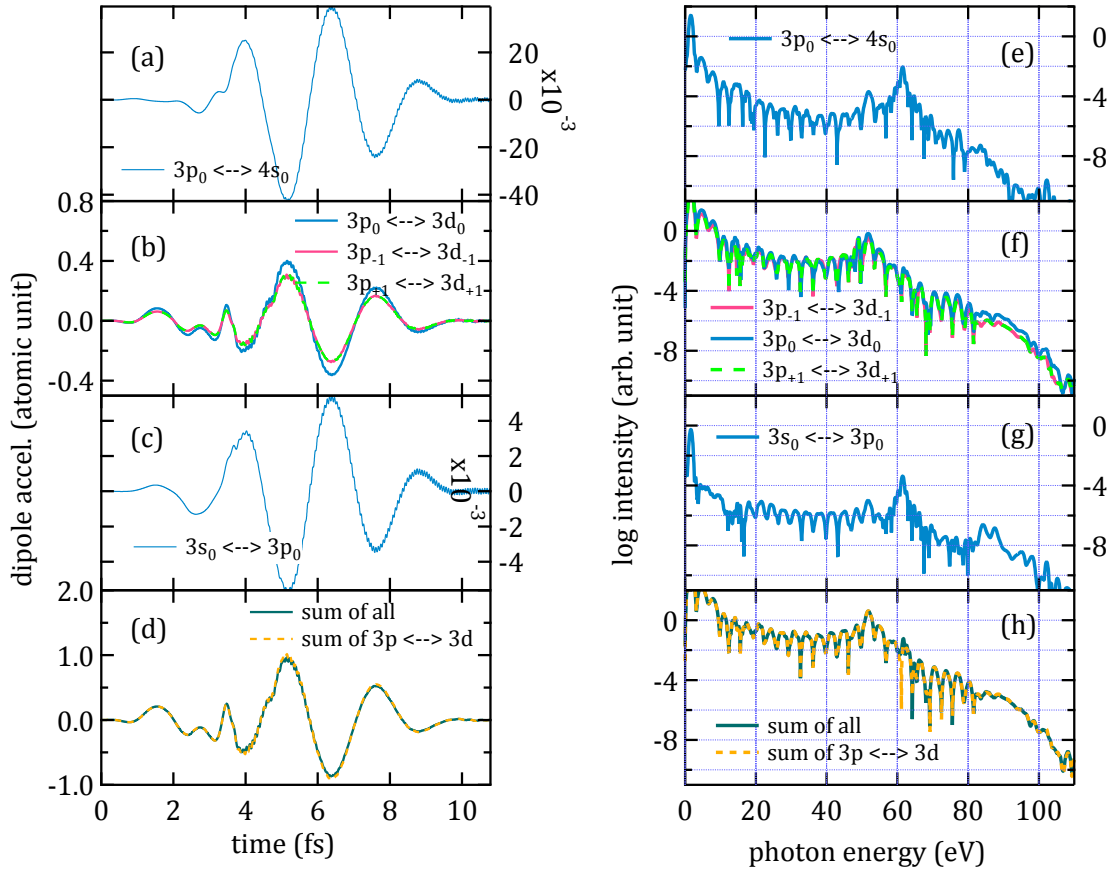 (a)
20
0
-20
-40
x10⁻³
3p₀ <--> 4s₀
(b)
0.8
0.4
0.0
-0.4
3p₀ <--> 3d₀
3p₋₁ <--> 3d₋₁
3p₊₁ <--> 3d₊₁
(c)
4
2
0
-2
-4
x10⁻³
3s₀ <--> 3p₀
(d)
2.0
1.0
0.0
-1.0
sum of all
sum of 3p <--> 3d
0 2 4 6 8 10
time (fs)
dipole accel. (atomic unit)
(e)
3p₀ <--> 4s₀
0
-4
-8
(f)
0
-4
-8
3p₋₁ <--> 3d₋₁
3p₀ <--> 3d₀
3p₊₁ <--> 3d₊₁
(g)
3s₀ <--> 3p₀
0
-4
-8
(h)
0
-4
-8
sum of all
sum of 3p <--> 3d
0 20 40 60 80 100
photon energy (eV)
log intensity (arb. unit)